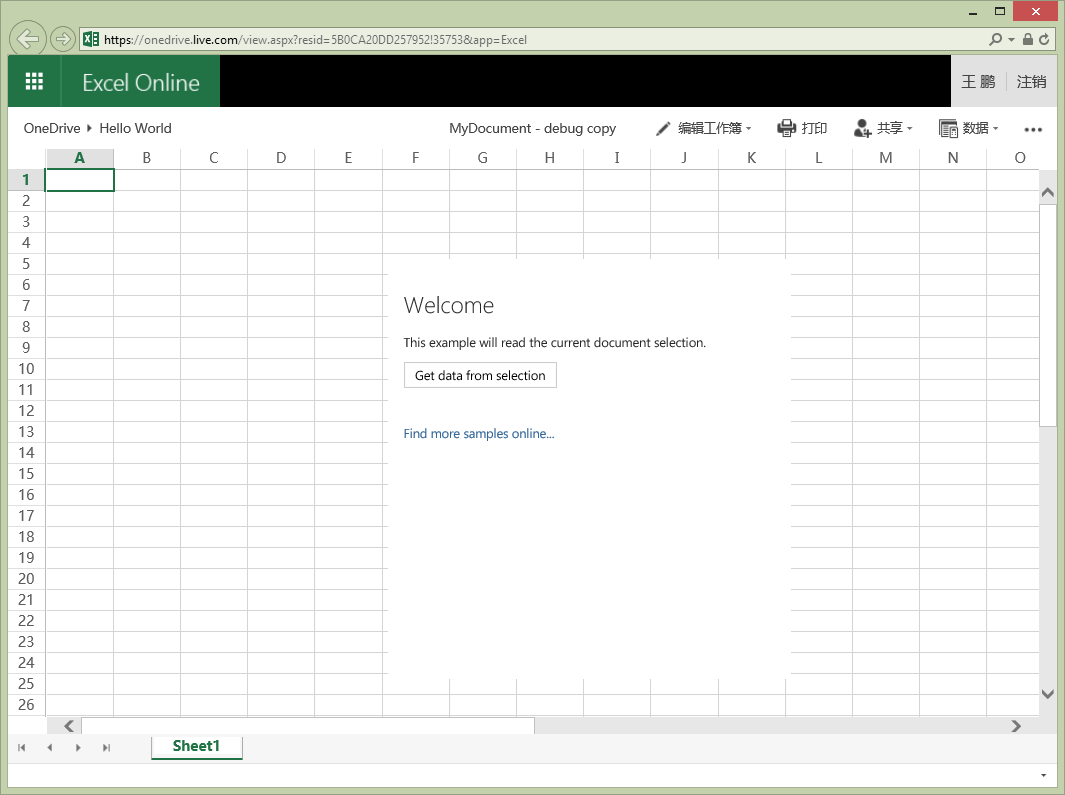 https://onedrive.live.com/view.aspx?resid=5B0CA20DD257952!35753&app=Excel
Excel Online
王 鹏 注销
OneDrive Hello World MyDocument - debug copy 编辑工作簿 打印 共享 数据
A B C D E F G H I J K L M N O
1
2
3
4
5
6
7
8
9
10
11
12
13
14
15
16
17
18
19
20
21
22
23
24
25
26
Welcome
This example will read the current document selection.
Get data from selection
Find more samples online...
Sheet1